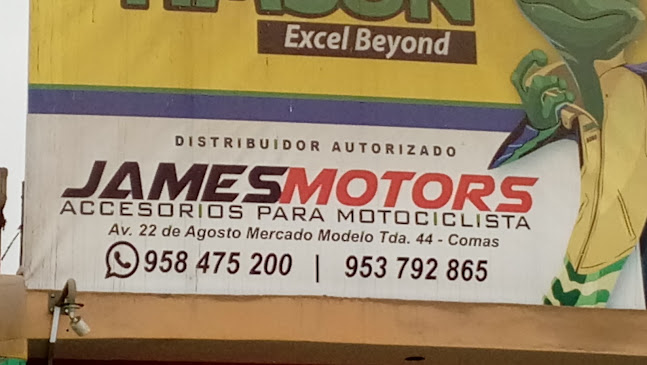 Excel Beyond
DISTRIBUIDOR AUTORIZADO
JAMESMOTORS
ACCESORIOS PARA MOTOCICLISTA
Av. 22 de Agosto Mercado Modelo Tda. 44 - Comas
958 475 200 | 953 792 865